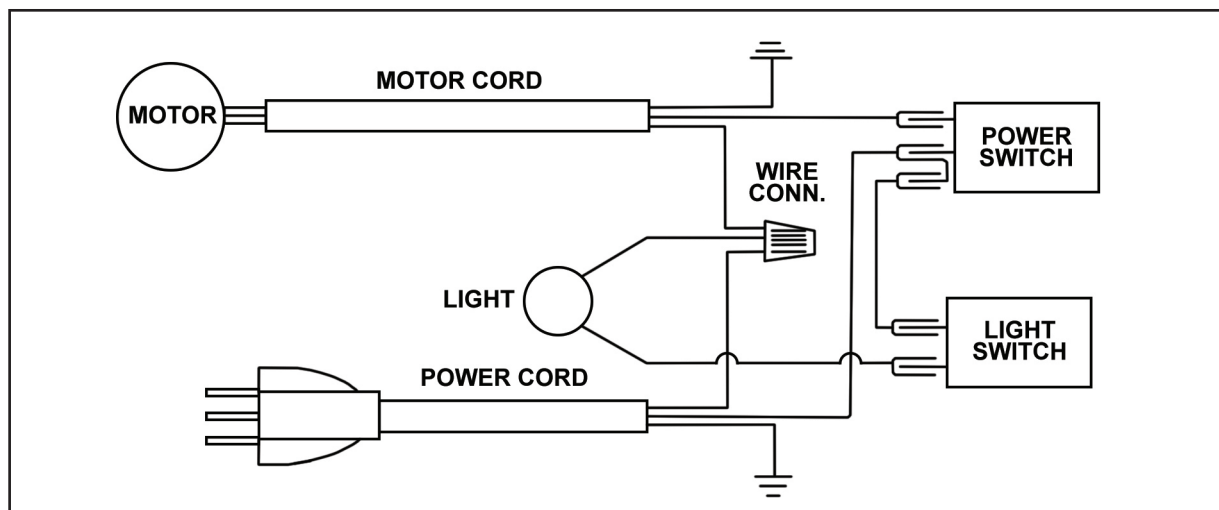 MOTOR CORD
MOTOR
POWER
SWITCH
WIRE
CONN.
LIGHT
LIGHT
SWITCH
POWER CORD